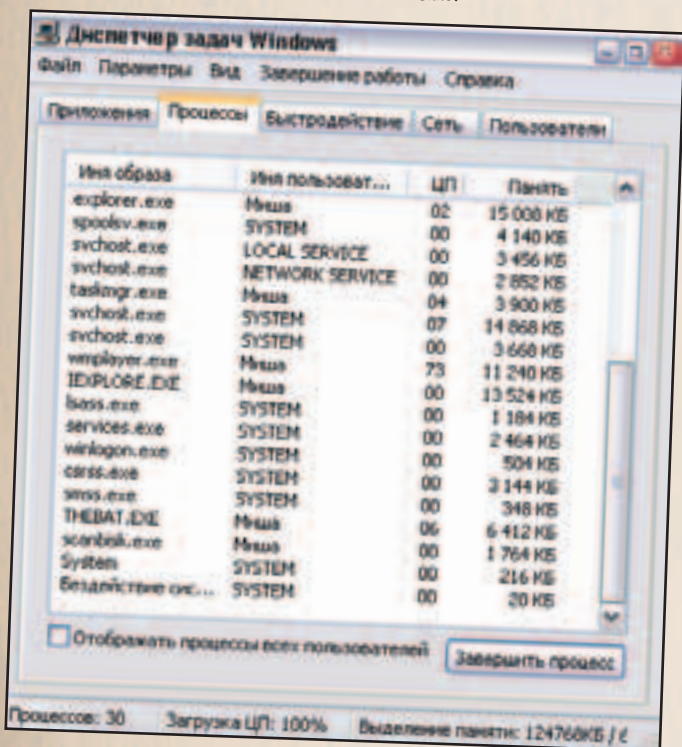 Диспетчер задач Windows
Файл Параметры Вид Завершение работы Справка
Приложения Процессы Быстродействие Сеть Пользователи
Имя образа Имя пользоват... ЦП Память
explorer.exe Миша 02 15 008 КБ
spoolsv.exe SYSTEM 00 4 140 КБ
svchost.exe LOCAL SERVICE 00 3 456 КБ
svchost.exe NETWORK SERVICE 00 2 852 КБ
taskmgr.exe Миша 04 3 900 КБ
svchost.exe SYSTEM 07 14 868 КБ
svchost.exe SYSTEM 00 3 668 КБ
wmplayer.exe Миша 73 11 240 КБ
IEXPLORE.EXE Миша 00 13 524 КБ
lsass.exe SYSTEM 00 1 184 КБ
services.exe SYSTEM 00 2 464 КБ
winlogon.exe SYSTEM 00 504 КБ
csrss.exe SYSTEM 00 3 144 КБ
smss.exe SYSTEM 00 348 КБ
THEBAT.EXE Миша 06 6 412 КБ
Миша 00 1 764 КБ
System SYSTEM 00 216 КБ
Бездействие сис... SYSTEM 00 20 КБ
Отображать процессы всех пользователей Завершить процесс
Процессов: 30 Загрузка ЦП: 100% Выделение памяти: 124768КБ /